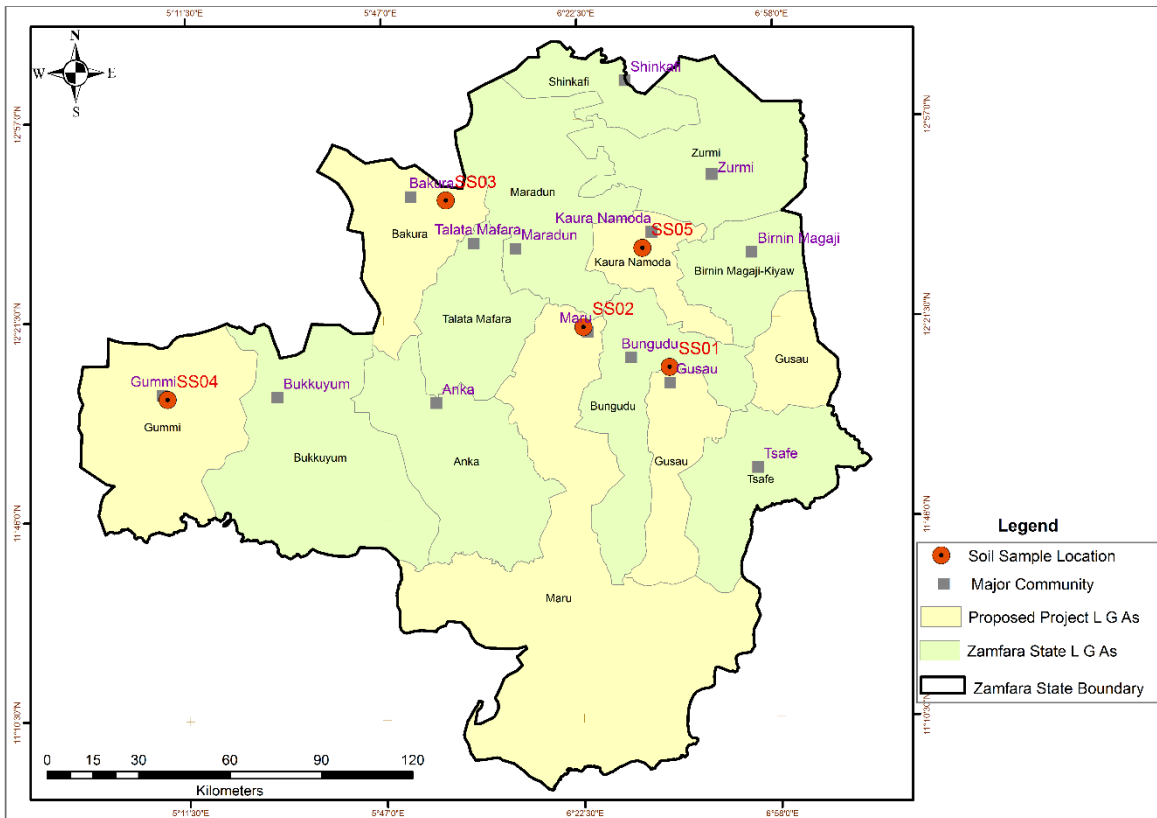 5°11'30"E 5°47'0"E 6°22'30"E 6°58'0"E
N
W E
S
12°57'0"N 12°57'0"N
Shinkafi
Shinkafi
Zurmi
Zurmi
Bakura SS03
Maradun
Kaura Namoda
SS05
Talata Mafara
Maradun
Bakura
Birnin Magaji
Kaura Namoda
Birnin Magaji-Kiyaw
12°21'30"N 12°21'30"N
SS02
Maru
Talata Mafara
Bungudu SS01
Gusau
Gusau
Gummi SS04
Bukkuyum
Anka
Bungudu
Gummi
Bukkuyum
Anka
Gusau
Tsafe
Tsafe
11°46'0"N 11°46'0"N
Maru
Legend
Soil Sample Location
Major Community
Proposed Project L G As
Zamfara State L G As
Zamfara State Boundary
11°10'30"N 11°10'30"N
0 15 30 60 90 120
Kilometers
5°11'30"E 5°47'0"E 6°22'30"E 6°58'0"E